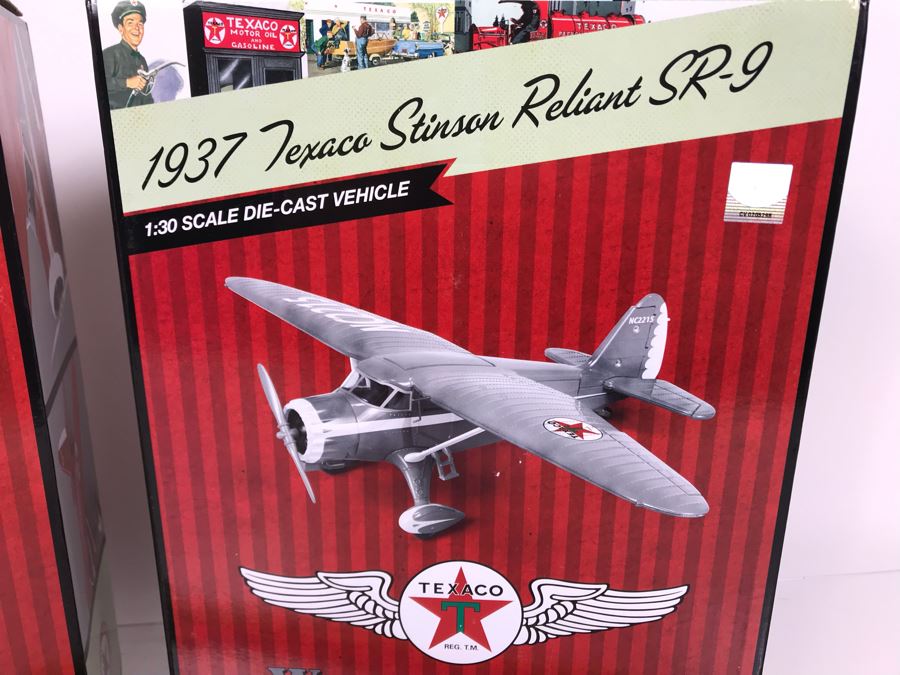 TEXACO
MOTOR OIL
AND
GASOLINE
TEXACO
1937 Texaco Stinson Reliant SR-9
1:30 SCALE DIE-CAST VEHICLE
NC2215
TEXACO
T
REG. T.M.
W